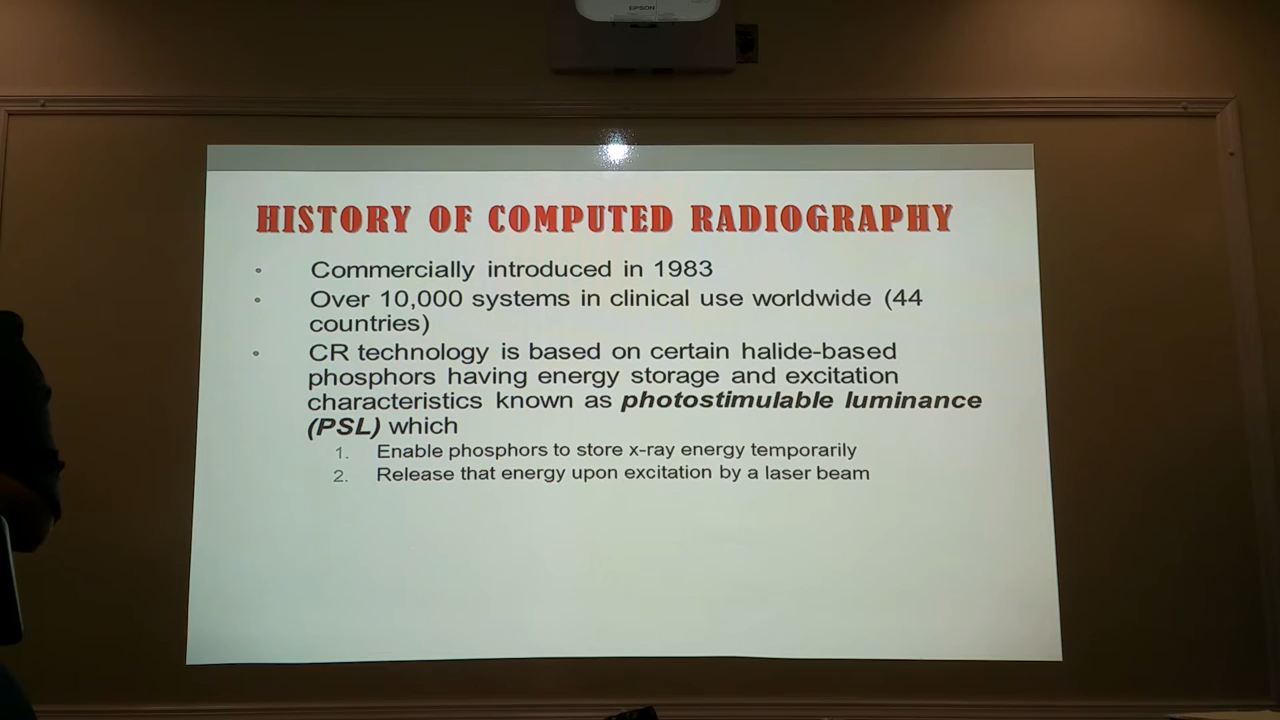 EPSON
HISTORY OF COMPUTED RADIOGRAPHY
Commercially introduced in 1983
Over 10,000 systems in clinical use worldwide (44
countries)
CR technology is based on certain halide-based
phosphors having energy storage and excitation
characteristics known as photostimulable luminance
(PSL) which
1. Enable phosphors to store x-ray energy temporarily
2. Release that energy upon excitation by a laser beam